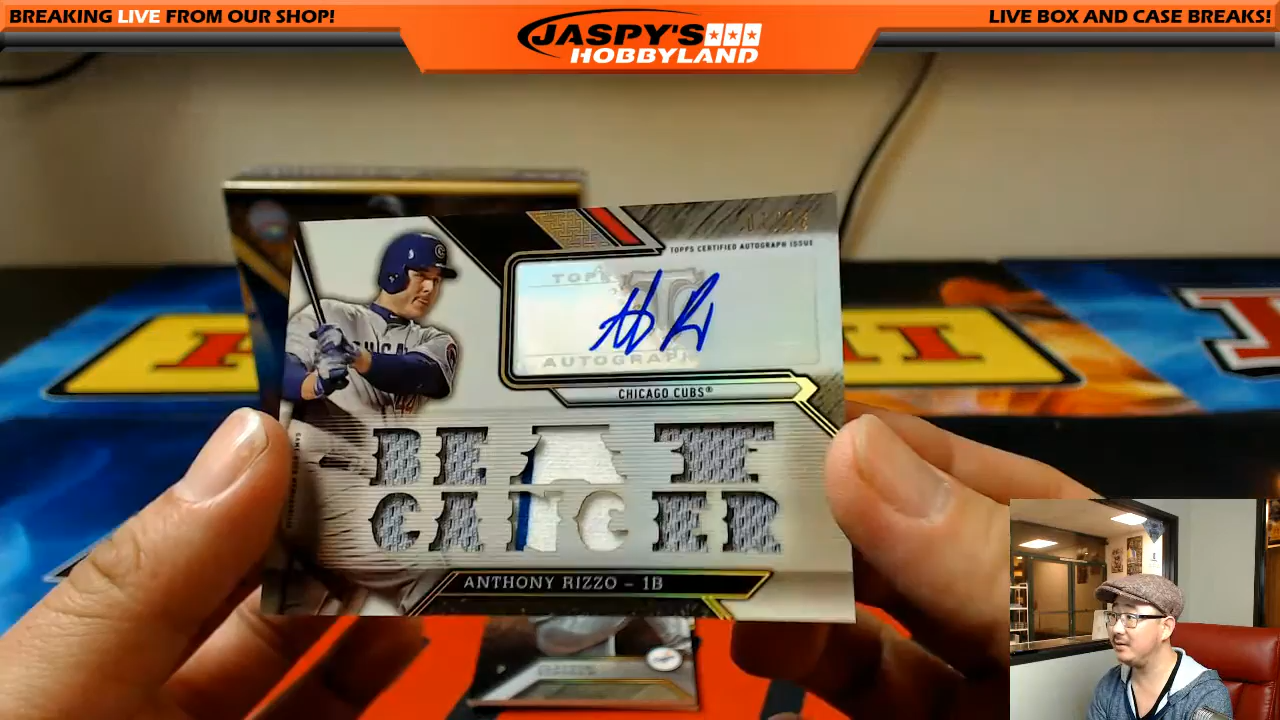 BREAKING LIVE FROM OUR SHOP!
JASPY'S
HOBBYLAND
LIVE BOX AND CASE BREAKS!
TOPPS CERTIFIED AUTOGRAPH ISSUE
AUTOGRAPH
CHICAGO CUBS®
BEAT
CANCER
ANTHONY RIZZO - 1B